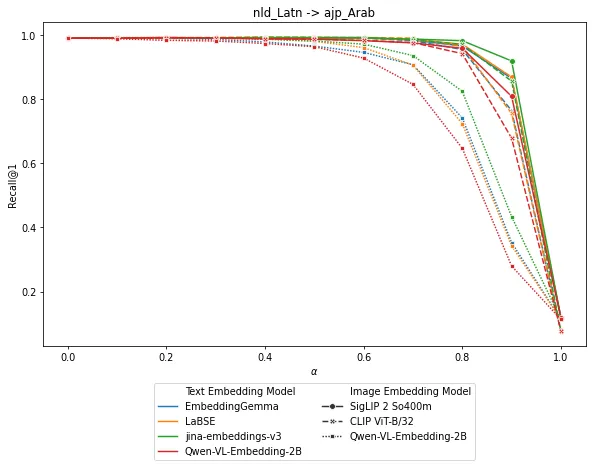 nld_Latn -> ajp_Arab
1.0
0.8
0.6
0.4
0.2
Recall@1
0.0 0.2 0.4 0.6 0.8 1.0
α
Text Embedding Model Image Embedding Model
EmbeddingGemma SigLIP 2 So400m
LaBSE CLIP ViT-B/32
jina-embeddings-v3 Qwen-VL-Embedding-2B
Qwen-VL-Embedding-2B